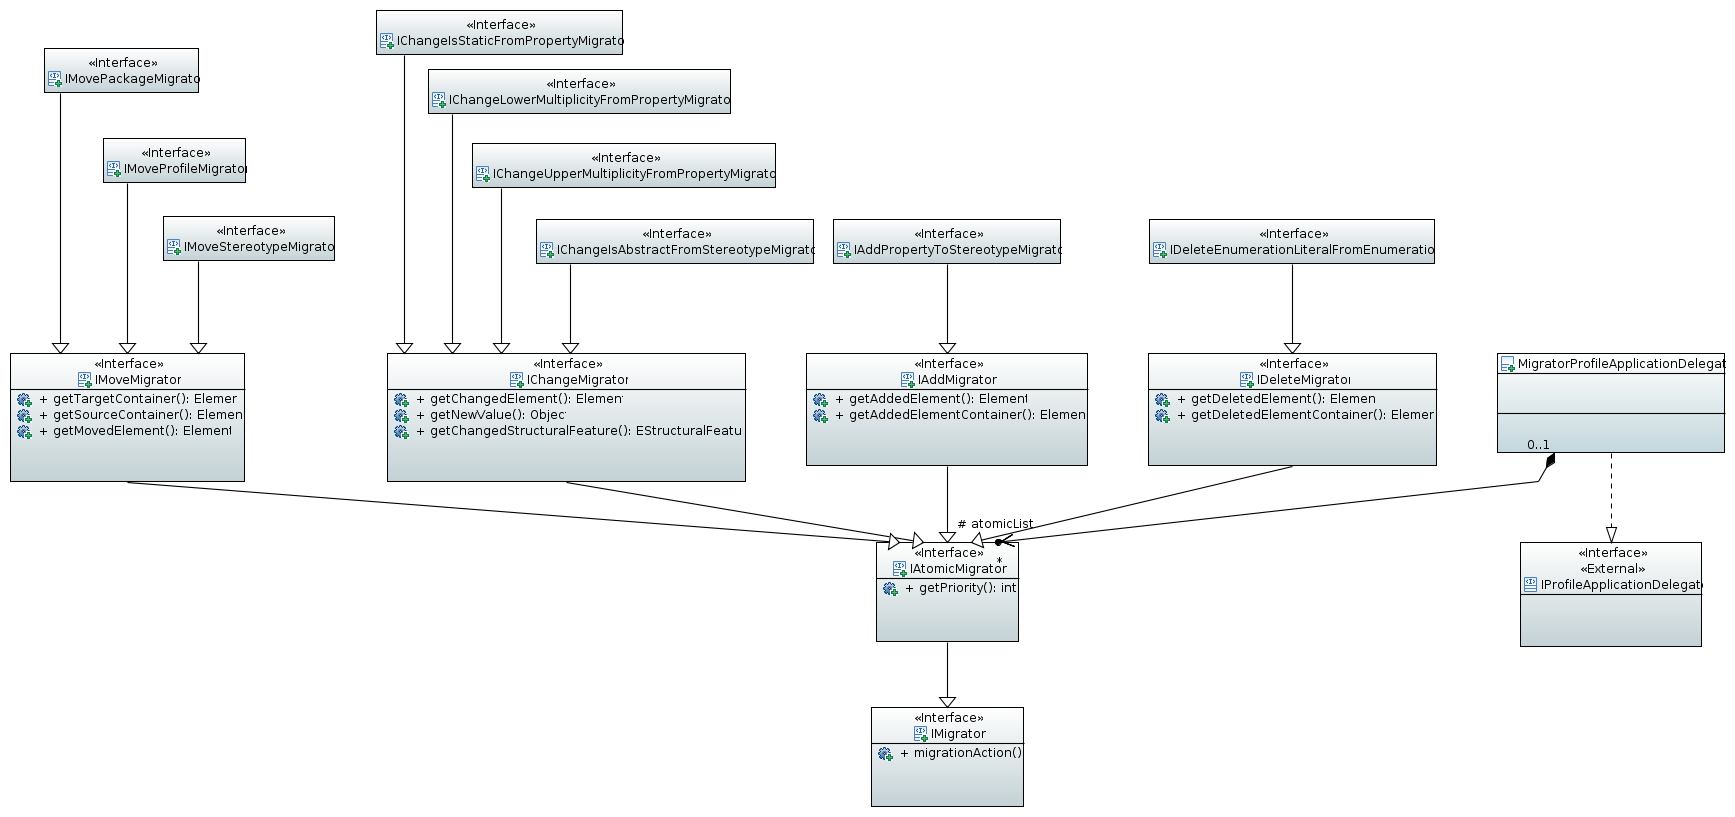 «Interface»
IChangeIsStaticFromPropertyMigrato
«Interface»
IMovePackageMigrato
«Interface»
IChangeLowerMultiplicityFromPropertyMigrato
«Interface»
IMoveProfileMigrator
«Interface»
IChangeUpperMultiplicityFromPropertyMigrato
«Interface»
IMoveStereotypeMigrato
«Interface»
IChangeIsAbstractFromStereotypeMigrato
«Interface»
IAddPropertyToStereotypeMigrato
«Interface»
IDeleteEnumerationLiteralFromEnumeratio
«Interface»
IMoveMigrator
+ getTargetContainer(): Elemer
+ getSourceContainer(): Elemen
+ getMovedElement(): Element
«Interface»
IChangeMigrator
+ getChangedElement(): Element
+ getNewValue(): Objec
+ getChangedStructuralFeature(): EStructuralFeatu
«Interface»
IAddMigrator
+ getAddedElement(): Element
+ getAddedElementContainer(): Elemen
«Interface»
IDeleteMigrator
+ getDeletedElement(): Elemen
+ getDeletedElementContainer(): Elemer
MigratorProfileApplicationDelegat
0..1
# atomicList
*
«Interface»
IAtomicMigrator
+ getPriority(): int
«Interface»
«External»
IProfileApplicationDelegat
«Interface»
IMigrator
+ migrationAction()